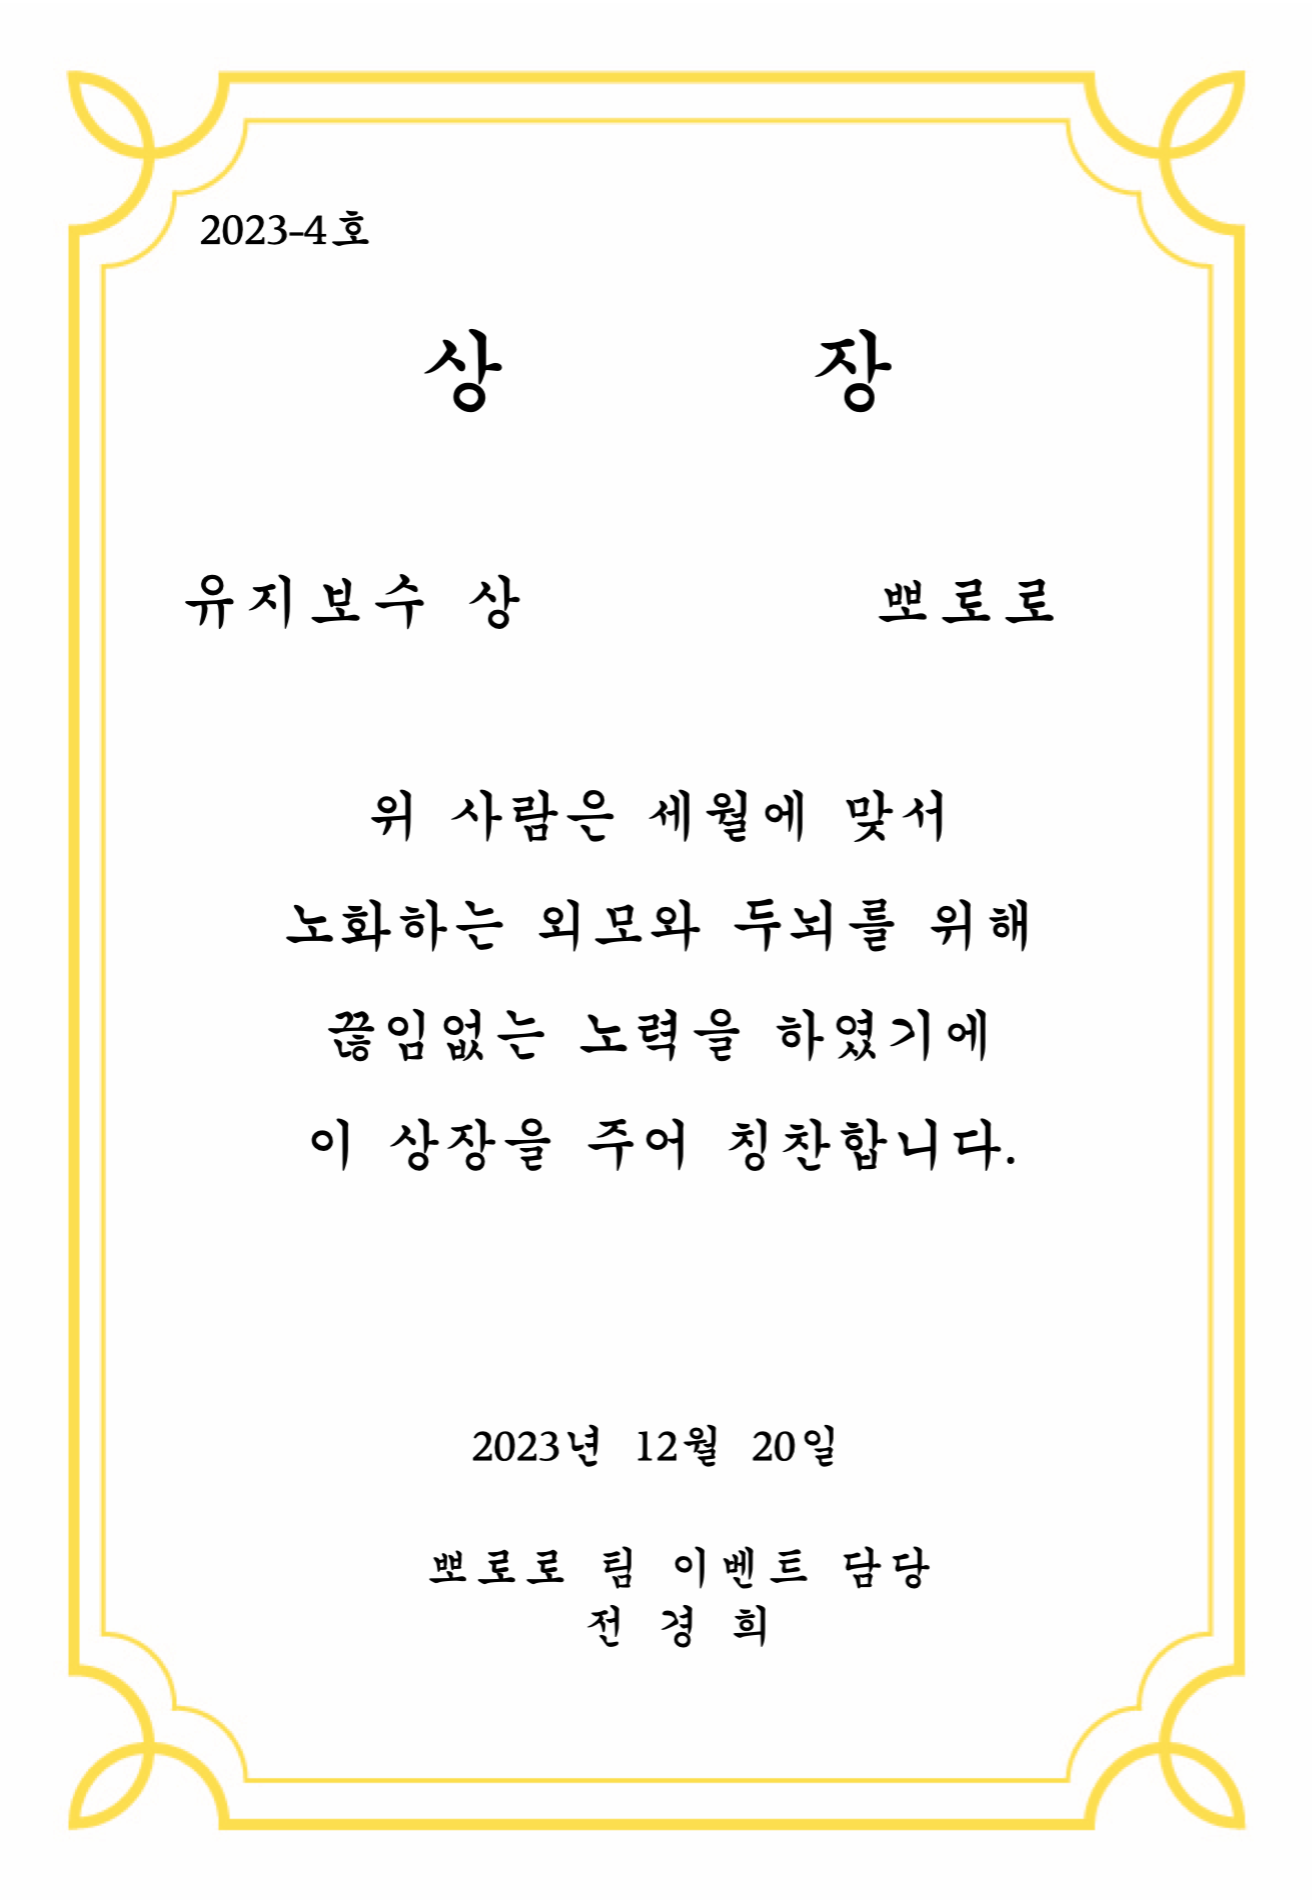 2023-4호
상 장
유지보수 상 뽀로로
위 사람은 세월에 맞서
노화하는 외모와 두뇌를 위해
끊임없는 노력을 하였기에
이 상장을 주어 칭찬합니다.
2023년 12월 20일
뽀로로 팀 이벤트 담당
전 경 희